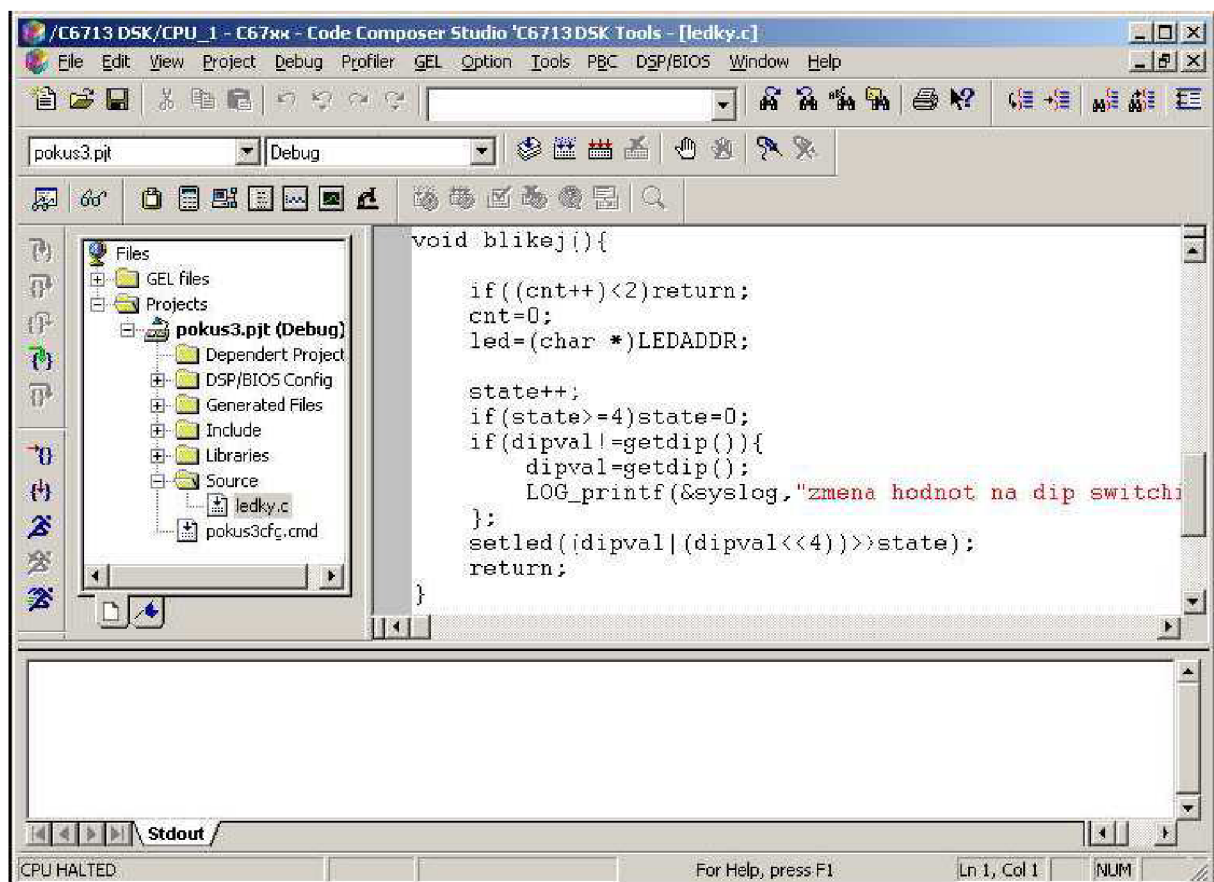 /C6713 DSK/CPU_1 - C67xx - Code Composer Studio 'C6713 DSK Tools - [ledky.c]
File Edit View Project Debug Profiler GEL Option Tools PBC DSP/BIOS Window Help
pokus3.pjt Debug
Files
GEL files
Projects
pokus3.pjt (Debug)
Dependent Project
DSP/BIOS Config
Generated Files
Include
Libraries
Source
ledky.c
pokus3cfg.cmd
void blikej(){
if((cnt++)<2)return;
cnt=0;
led=(char *)LEDADDR;
state++;
if(state>=4)state=0;
if(dipval!=getdip()){
dipval=getdip();
LOG_printf(&syslog,"zmena hodnot na dip switchi
};
setled((dipval|(dipval<<4))>>state);
return;
}
Stdout
CPU HALTED For Help, press F1 Ln 1, Col 1 NUM